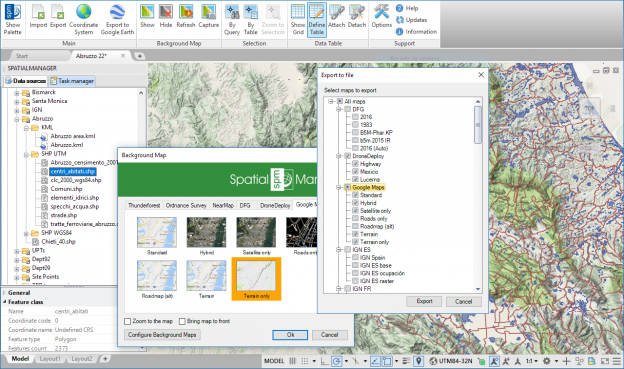 Show Palette
Import
Export
Coordinate System
Export to Google Earth
Show
Hide
Refresh
Capture
By Query
By Table
Zoom to Selection
Show Grid
Define Table
Attach
Detach
Options
Help
Updates
Information
Main
Background Map
Selection
Data Table
Support
Start
Abruzzo 22*
SPATIALMANAGER
Data sources
Task manager
Bismarck
Santa Monica
IGN
Abruzzo
KML
Abruzzo area.kml
Abruzzo.kml
SHP UTM
Abruzzo_censimento_2001
centri_abitati.shp
clc_2000_wgs84.shp
Comuni.shp
elementi_idrici.shp
specchi_acqua.shp
strade.shp
tratte_ferroviarie_abruzzo.s
SHP WGS84
Chieti_40.shp
UPTs
Dept92
Dept09
Site Points
General
Feature class
Name centri_abitati
Coordinate code 0
Coordinate name Undefined CRS
Feature Type Polygon
Number Features 2373
Background Map
Spatial
spm
Man
Thunderforest
Ordnance Survey
NearMap
DFG
DroneDeploy
Google M
Standard
Hybrid
Satellite only
Roads only
Roadmap (alt)
Terrain
Terrain only
Zoom to the map
Bring map to front
Configure Background Maps
Ok
Cancel
Export to file
Select maps to export
All maps
DFG
2016
1983
B5M-Phar. KP
b5m 2015 IR
2016 (Auto)
DroneDeploy
Highway
Mexico
Lucerna
Google Maps
Standard
Hybrid
Satellite only
Roads only
Roadmap (alt)
Terrain
Terrain only
IGN ES
IGN Spain
IGN ES base
IGN ES ocupación
IGN ES raster
IGN FR
Export
Cancel
Model
Layout1
Layout2
MODEL
UTM84-32N
1:1